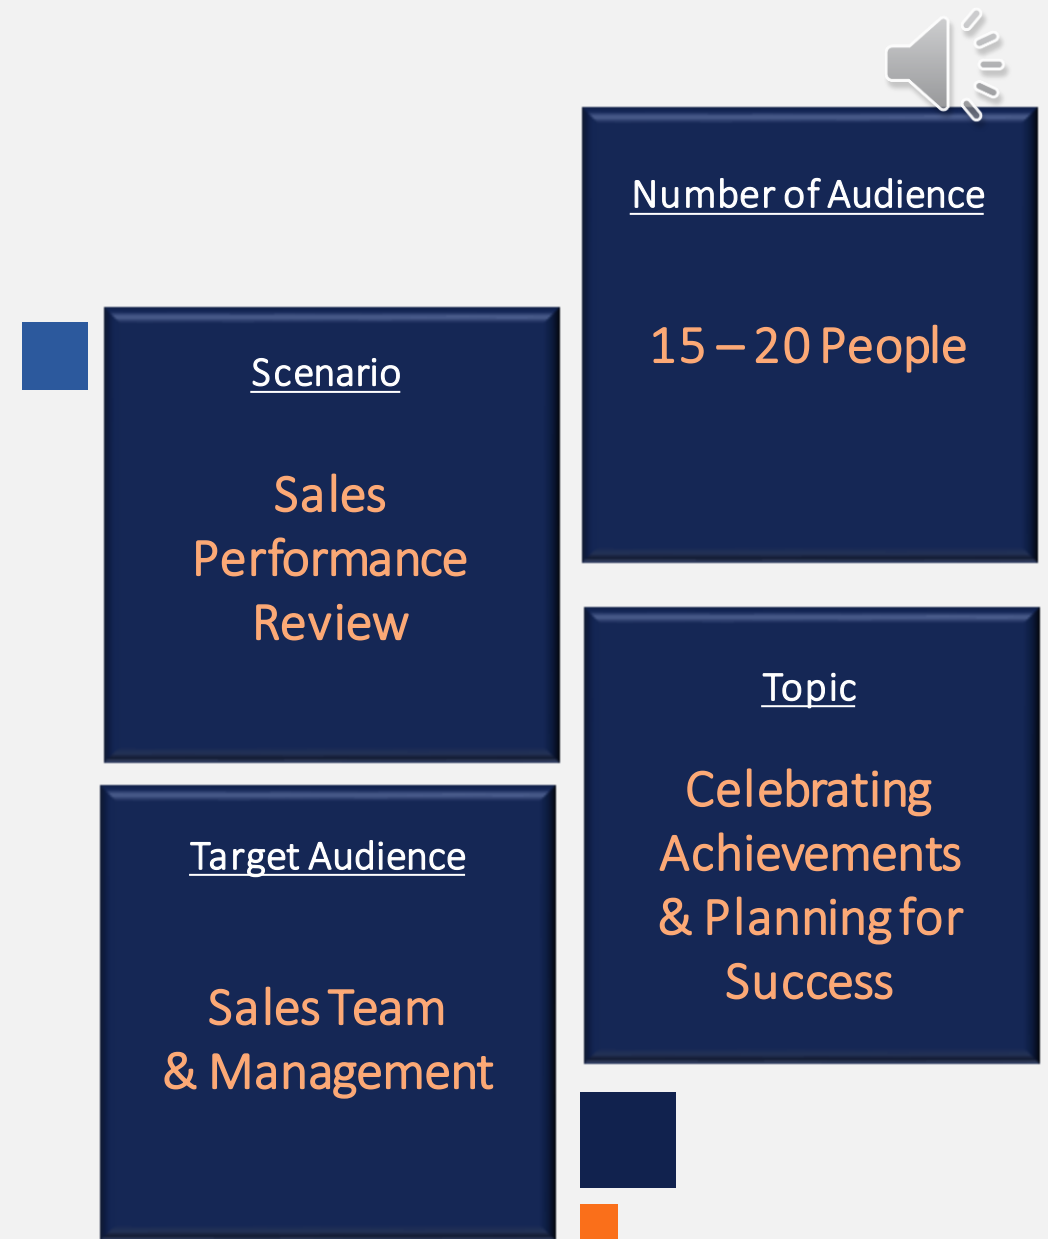 Number of Audience
15 – 20 People
Scenario
Sales
Performance
Review
Topic
Celebrating
Achievements
& Planning for
Success
Target Audience
Sales Team
& Management